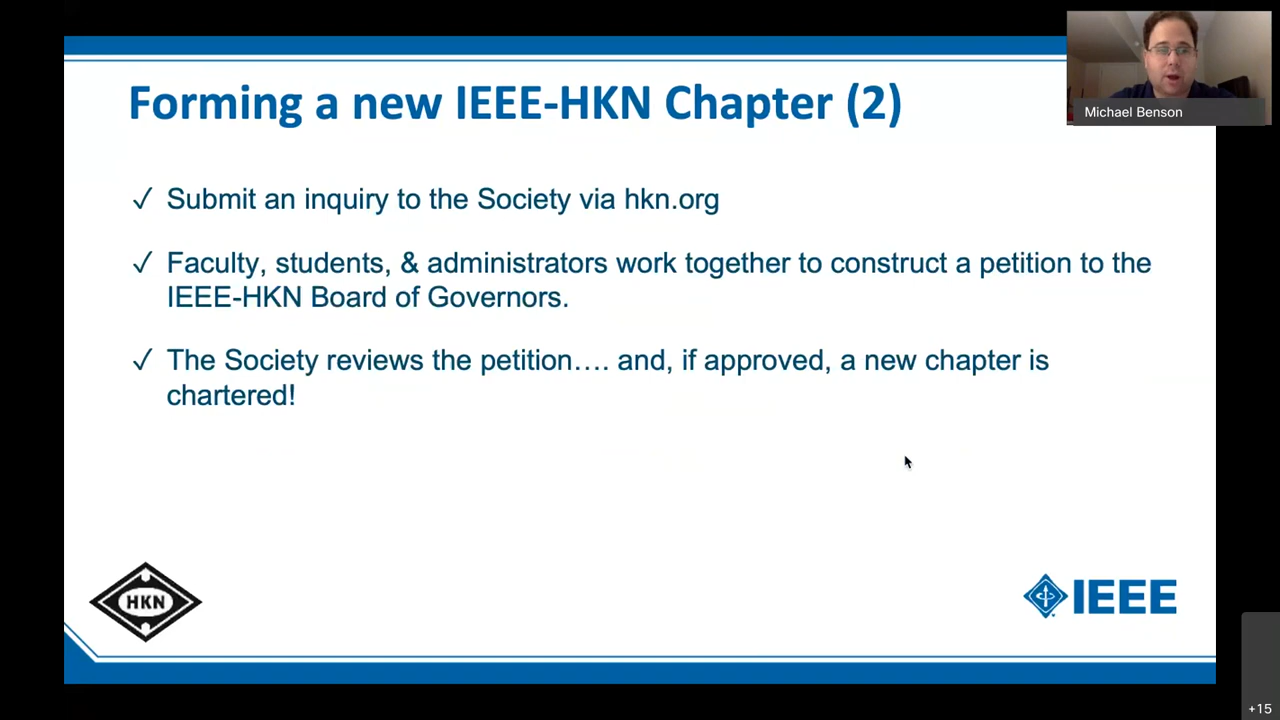 Forming a new IEEE-HKN Chapter (2)
Michael Benson
✓ Submit an inquiry to the Society via hkn.org
✓ Faculty, students, & administrators work together to construct a petition to the
IEEE-HKN Board of Governors.
✓ The Society reviews the petition…. and, if approved, a new chapter is
chartered!
HKN
IEEE
+15